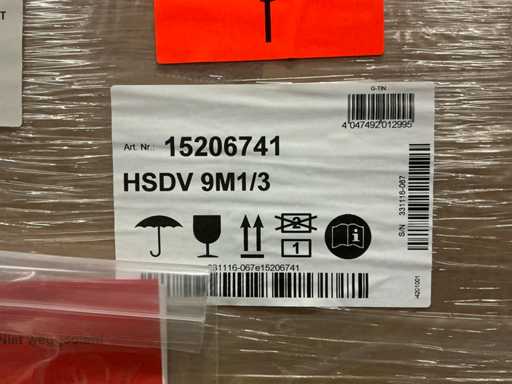 T
G-TIN
4 047492 012995
Art. Nr.: 15206741
HSDV 9M1/3
2
1
i
S/N 331116-067
331116-067e15206741
4201001